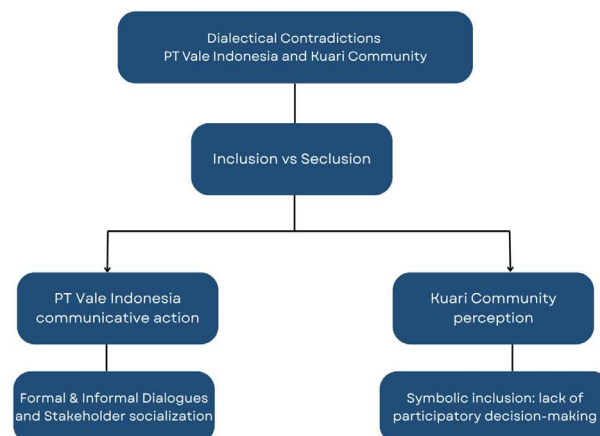 Dialectical Contradictions
PT Vale Indonesia and Kuari Community
Inclusion vs Seclusion
PT Vale Indonesia
communicative action
Kuari Community
perception
Formal & Informal Dialogues
and Stakeholder socialization
Symbolic inclusion: lack of
participatory decision-making